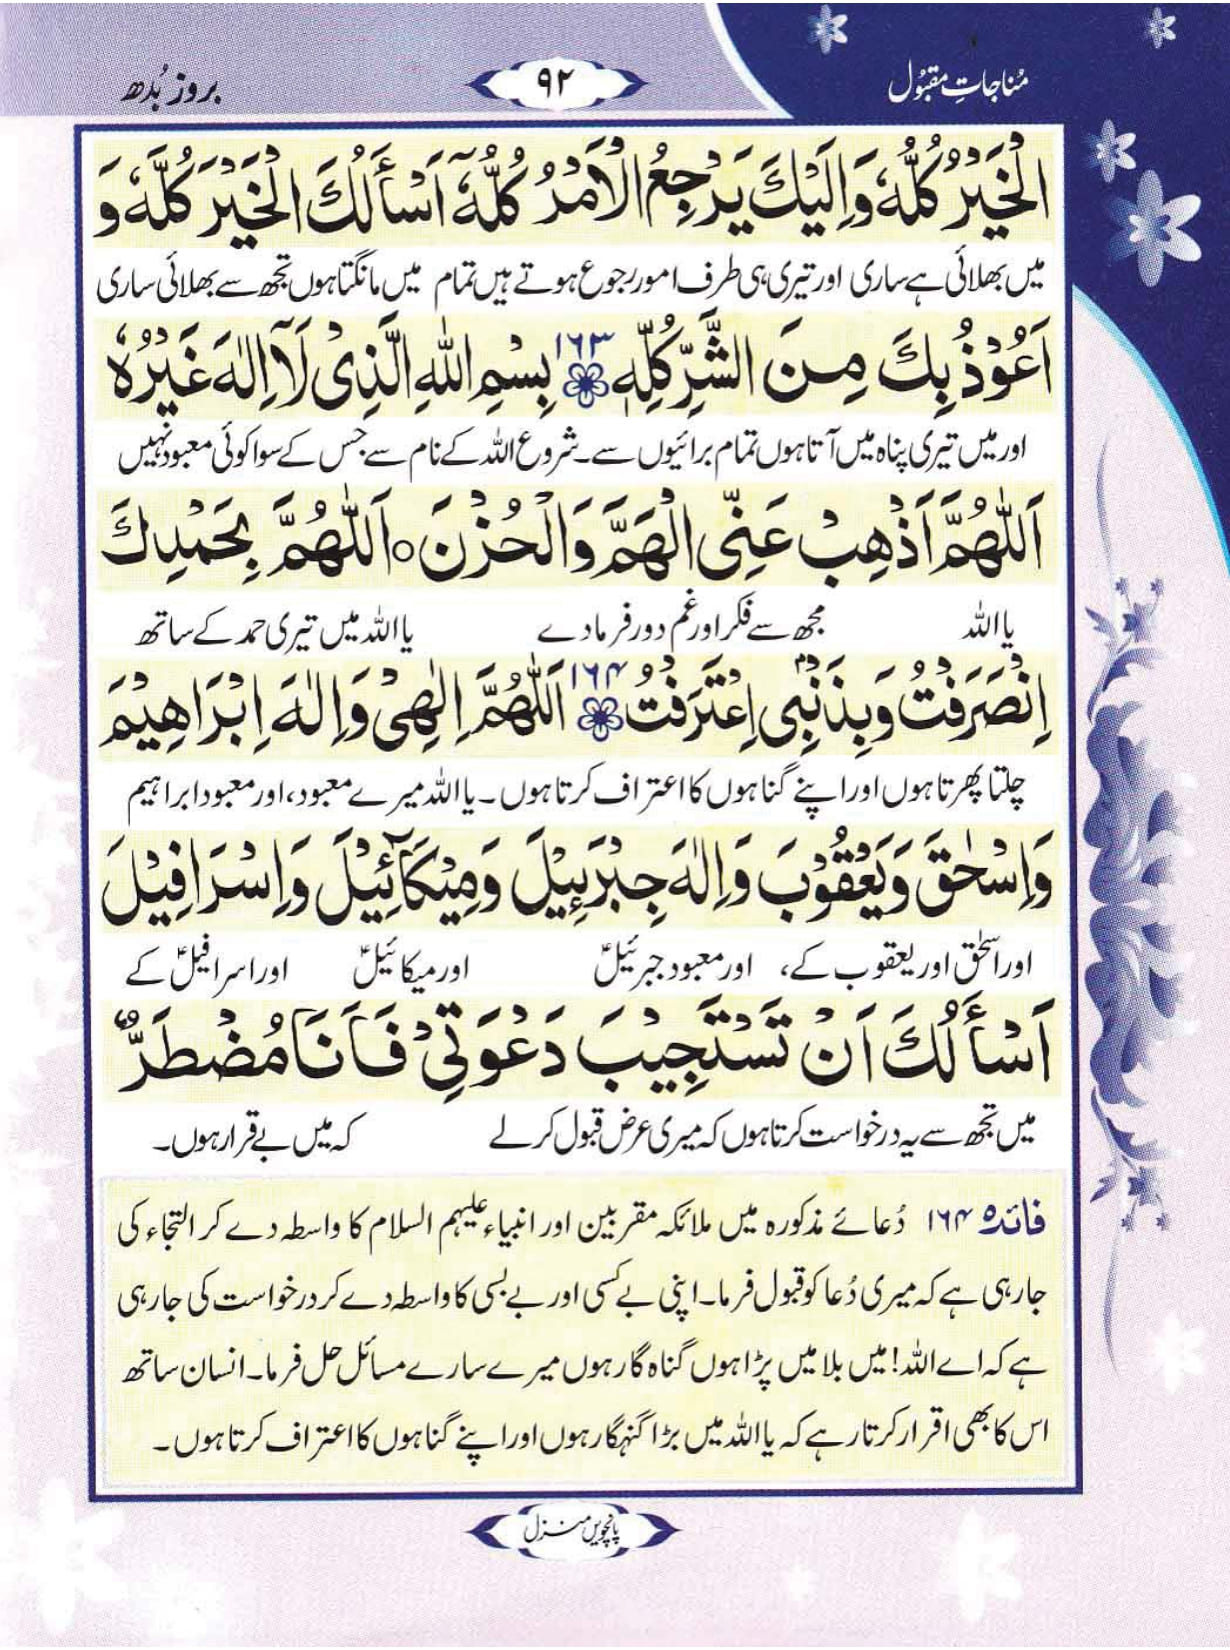 مُناجاتِ مقبُول
۹۲
بروز بُدھ
الْخَيْرُ كُلُّهٗ وَاِلَيْكَ يَرْجِعُ الْاَمْرُ كُلُّهٗٓ اَسْأَلُكَ الْخَيْرَ كُلَّهٗ وَ
میں بھلائی ہے ساری اور تیری ہی طرف امور رجوع ہوتے ہیں تمام میں مانگتا ہوں تجھ سے بھلائی ساری
اَعُوْذُ بِكَ مِنَ الشَّرِّ كُلِّهٖ ۱۶۳ بِسْمِ اللّٰهِ الَّذِىْ لَآ اِلٰهَ غَيْرُهٗ
اور میں تیری پناہ میں آتا ہوں تمام برائیوں سے۔ شروع اللہ کے نام سے جس کے سوا کوئی معبود نہیں
اَللّٰهُمَّ اَذْهِبْ عَنِّى الْهَمَّ وَالْحُزْنَ ○ اَللّٰهُمَّ بِحَمْدِكَ
یا اللہ مجھ سے فکر اور غم دور فرما دے یا اللہ میں تیری حمد کے ساتھ
اِنْصَرَفْتُ وَبِذَنْۢبِى اِعْتَرَفْتُ ۱۶۴ اَللّٰهُمَّ اِلٰهِىْ وَاِلٰهَ اِبْرَاهِيْمَ
چلتا پھرتا ہوں اور اپنے گناہوں کا اعتراف کرتا ہوں۔ یا اللہ میرے معبود، اور معبود ابراہیم
وَاِسْحٰقَ وَيَعْقُوْبَ وَاِلٰهَ جِبْرَئِيْلَ وَمِيْكَآئِيْلَ وَاِسْرَافِيْلَ
اور اسحٰق اور یعقوب کے، اور معبود جبرئیلؑ اور میکائیلؑ اور اسرافیلؑ کے
اَسْأَلُكَ اَنْ تَسْتَجِيْبَ دَعْوَتِىْ فَاَنَا مُضْطَرٌّ
میں تجھ سے یہ درخواست کرتا ہوں کہ میری عرض قبول کر لے کہ میں بے قرار ہوں۔
فائدہ ۱۶۴ دُعائے مذکورہ میں ملائکہ مقربین اور انبیاء علیہم السلام کا واسطہ دے کر التجاء کی
جا رہی ہے کہ میری دُعا کو قبول فرما۔ اپنی بے کسی اور بے بسی کا واسطہ دے کر درخواست کی جا رہی
ہے کہ اے اللہ! میں بلا میں پڑا ہوں گناہ گار ہوں میرے سارے مسائل حل فرما۔ انسان ساتھ
اس کا بھی اقرار کرتا رہے کہ یا اللہ میں بڑا گنہگار ہوں اور اپنے گناہوں کا اعتراف کرتا ہوں۔
پانچویں منزل